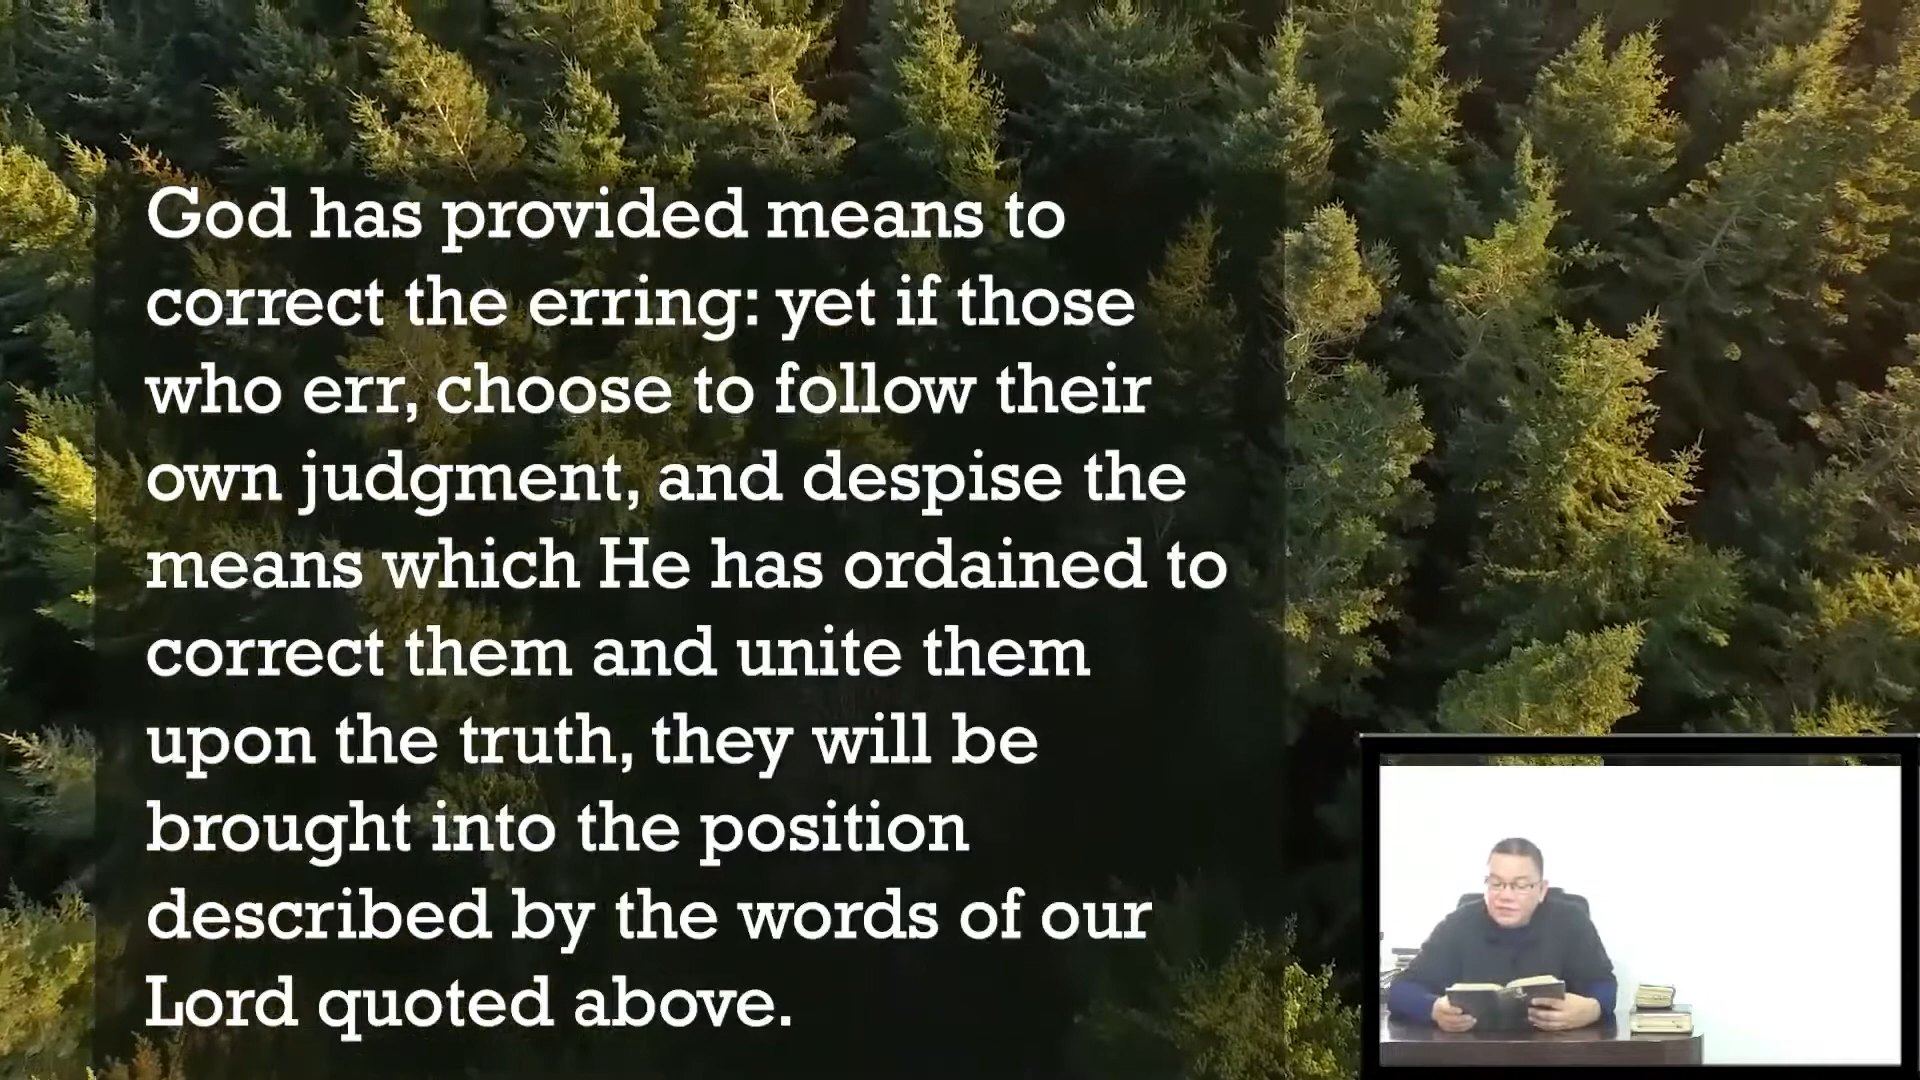 God has provided means to
correct the erring: yet if those
who err, choose to follow their
own judgment, and despise the
means which He has ordained to
correct them and unite them
upon the truth, they will be
brought into the position
described by the words of our
Lord quoted above.